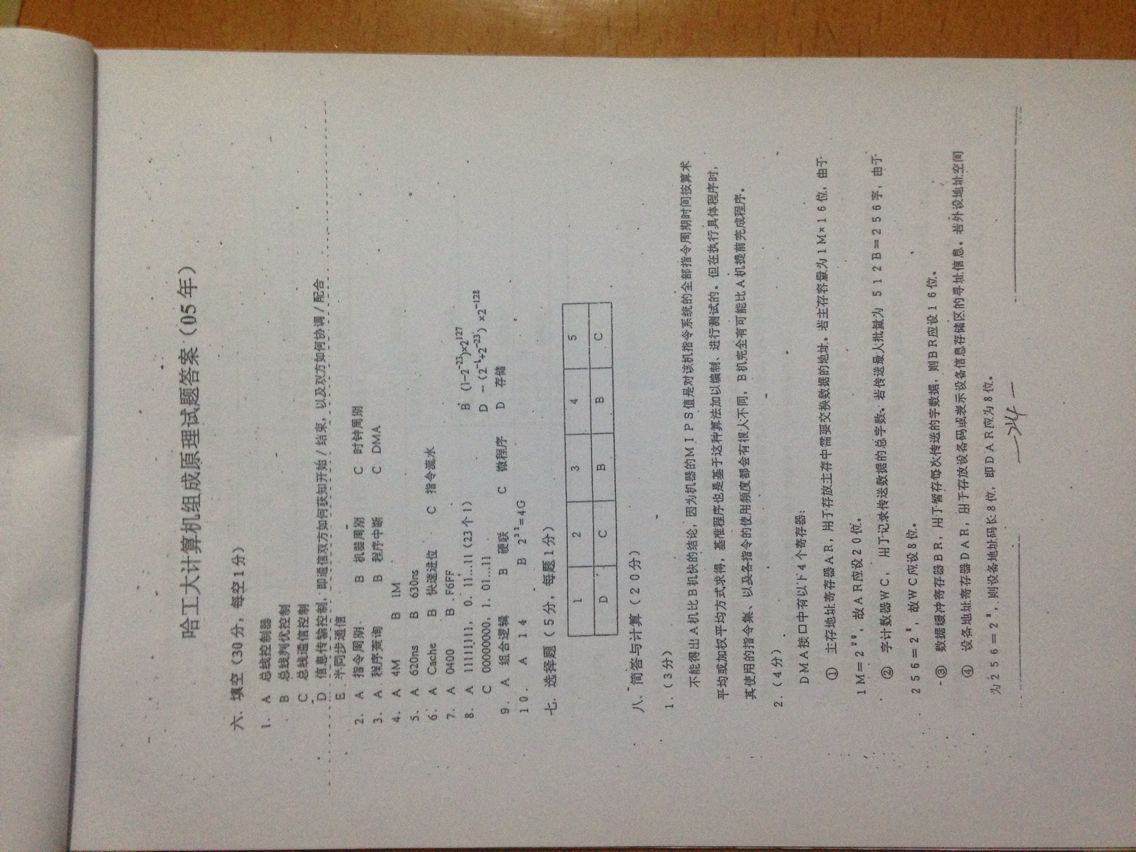 哈工大计算机组成原理试题答案(05年)
六. 填空(30分,每空1分)
1. A 总线控制器
B 总线判优控制
C 总线通信控制
D 信息传输控制,即通信双方如何获知开始/结束,以及双方如何协调/配合
E 半同步通信
2. A 指令周期 B 机器周期 C 时钟周期
3. A 程序查询 B 程序中断 C DMA
4. A 4M B 1M
5. A 620ns B 630ns
6. A Cache B 快速进位 C 指令流水
7. A 0400 B F6FF
8. A 11111111, 0. 11…11(23个1) B (1-2⁻²³)×2¹²⁷
C 00000000, 1. 01…11 D -(2⁻¹+2⁻²³)×2⁻¹²⁸
9. A 组合逻辑 B 硬联 C 微程序 D 存储
10. A 14 B 2³²=4G
七. 选择题(5分,每题1分)
1 2 3 4 5
D C B B C
八. 简答与计算(20分)
1.(3分)
不能得出A机比B机快的结论,因为机器的MIPS值是对该机指令系统的全部指令周期时间按算术
平均或加权平均方式求得,基准程序也是基于这种算法加以编制、进行测试的。但在执行具体程序时,
其使用的指令集、以及各指令的使用频度都会有很大不同,B机完全有可能比A机提前完成程序。
2.(4分)
DMA接口中有以下4个寄存器:
① 主存地址寄存器AR,用于存放主存中需要交换数据的地址。若主存容量为1M×16位,由于
1M=2²⁰,故AR应设20位。
② 字计数器WC,用于记录传送数据的总字数。若传送最大批量为512B=256字,由于
256=2⁸,故WC应设8位。
③ 数据缓冲寄存器BR,用于暂存每次传送的字数据,则BR应设16位。
④ 设备地址寄存器DAR,用于存放设备码或表示设备信息存储区的寻址信息。若外设地址空间
为256=2⁸,则设备地址码长8位,即DAR应为8位。
—24—